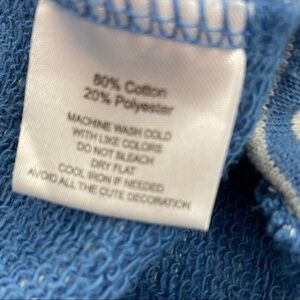 80% Cotton
20% Polyester
MACHINE WASH COLD
WITH LIKE COLORS
DO NOT BLEACH
DRY FLAT
COOL IRON IF NEEDED
AVOID ALL THE CUTE DECORATION